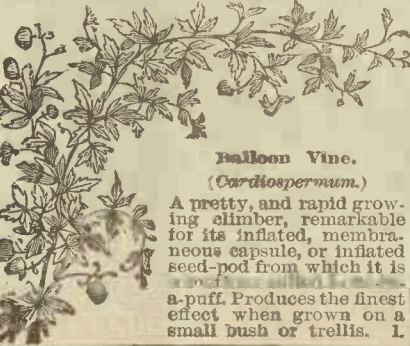 Balloon Vine.
(Cardiospermum.)
A pretty, and rapid grow-
ing climber, remarkable
for its inflated, membra-
neous capsule, or inflated
seed-pod from which it is
a-puff. Produces the finest
effect when grown on a
small bush or trellis. 1.